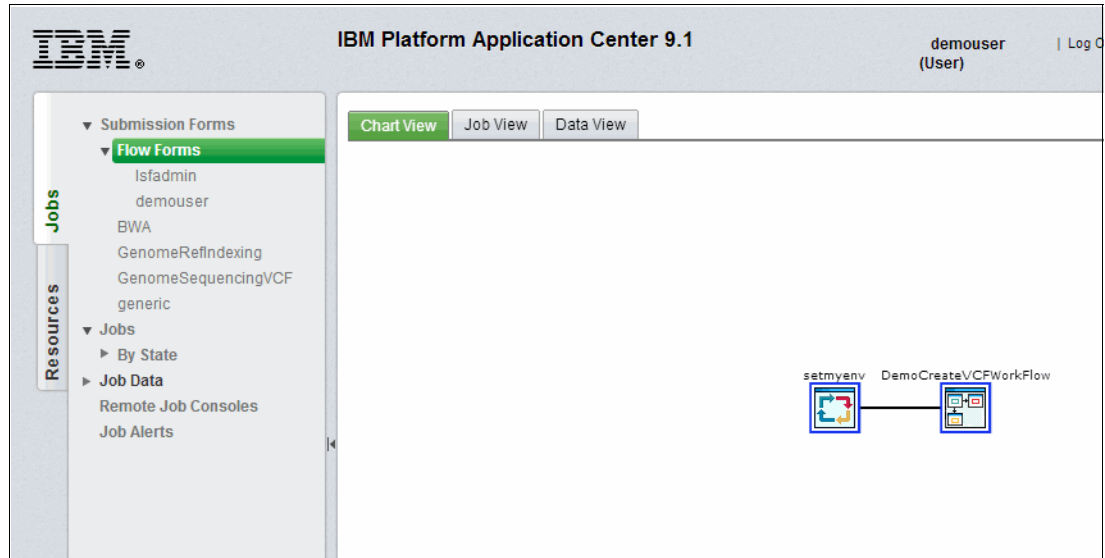 IBM®
IBM Platform Application Center 9.1
demouser
(User)
| Log O
Jobs
Resources
Submission Forms
Flow Forms
lsfadmin
demouser
BWA
GenomeRefIndexing
GenomeSequencingVCF
generic
Jobs
By State
Job Data
Remote Job Consoles
Job Alerts
Chart View Job View Data View
setmyenv DemoCreateVCFWorkFlow